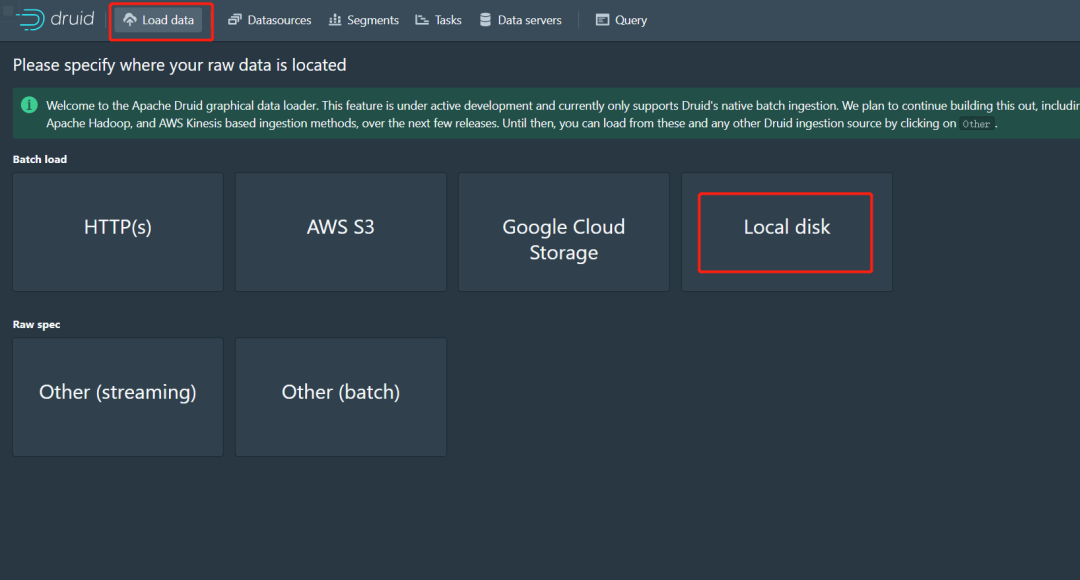 druid Load data Datasources Segments Tasks Data servers Query
Please specify where your raw data is located
Welcome to the Apache Druid graphical data loader. This feature is under active development and currently only supports Druid's native batch ingestion. We plan to continue building this out, includin
Apache Hadoop, and AWS Kinesis based ingestion methods, over the next few releases. Until then, you can load from these and any other Druid ingestion source by clicking on Other.
Batch load
HTTP(s)
AWS S3
Google Cloud
Storage
Local disk
Raw spec
Other (streaming)
Other (batch)